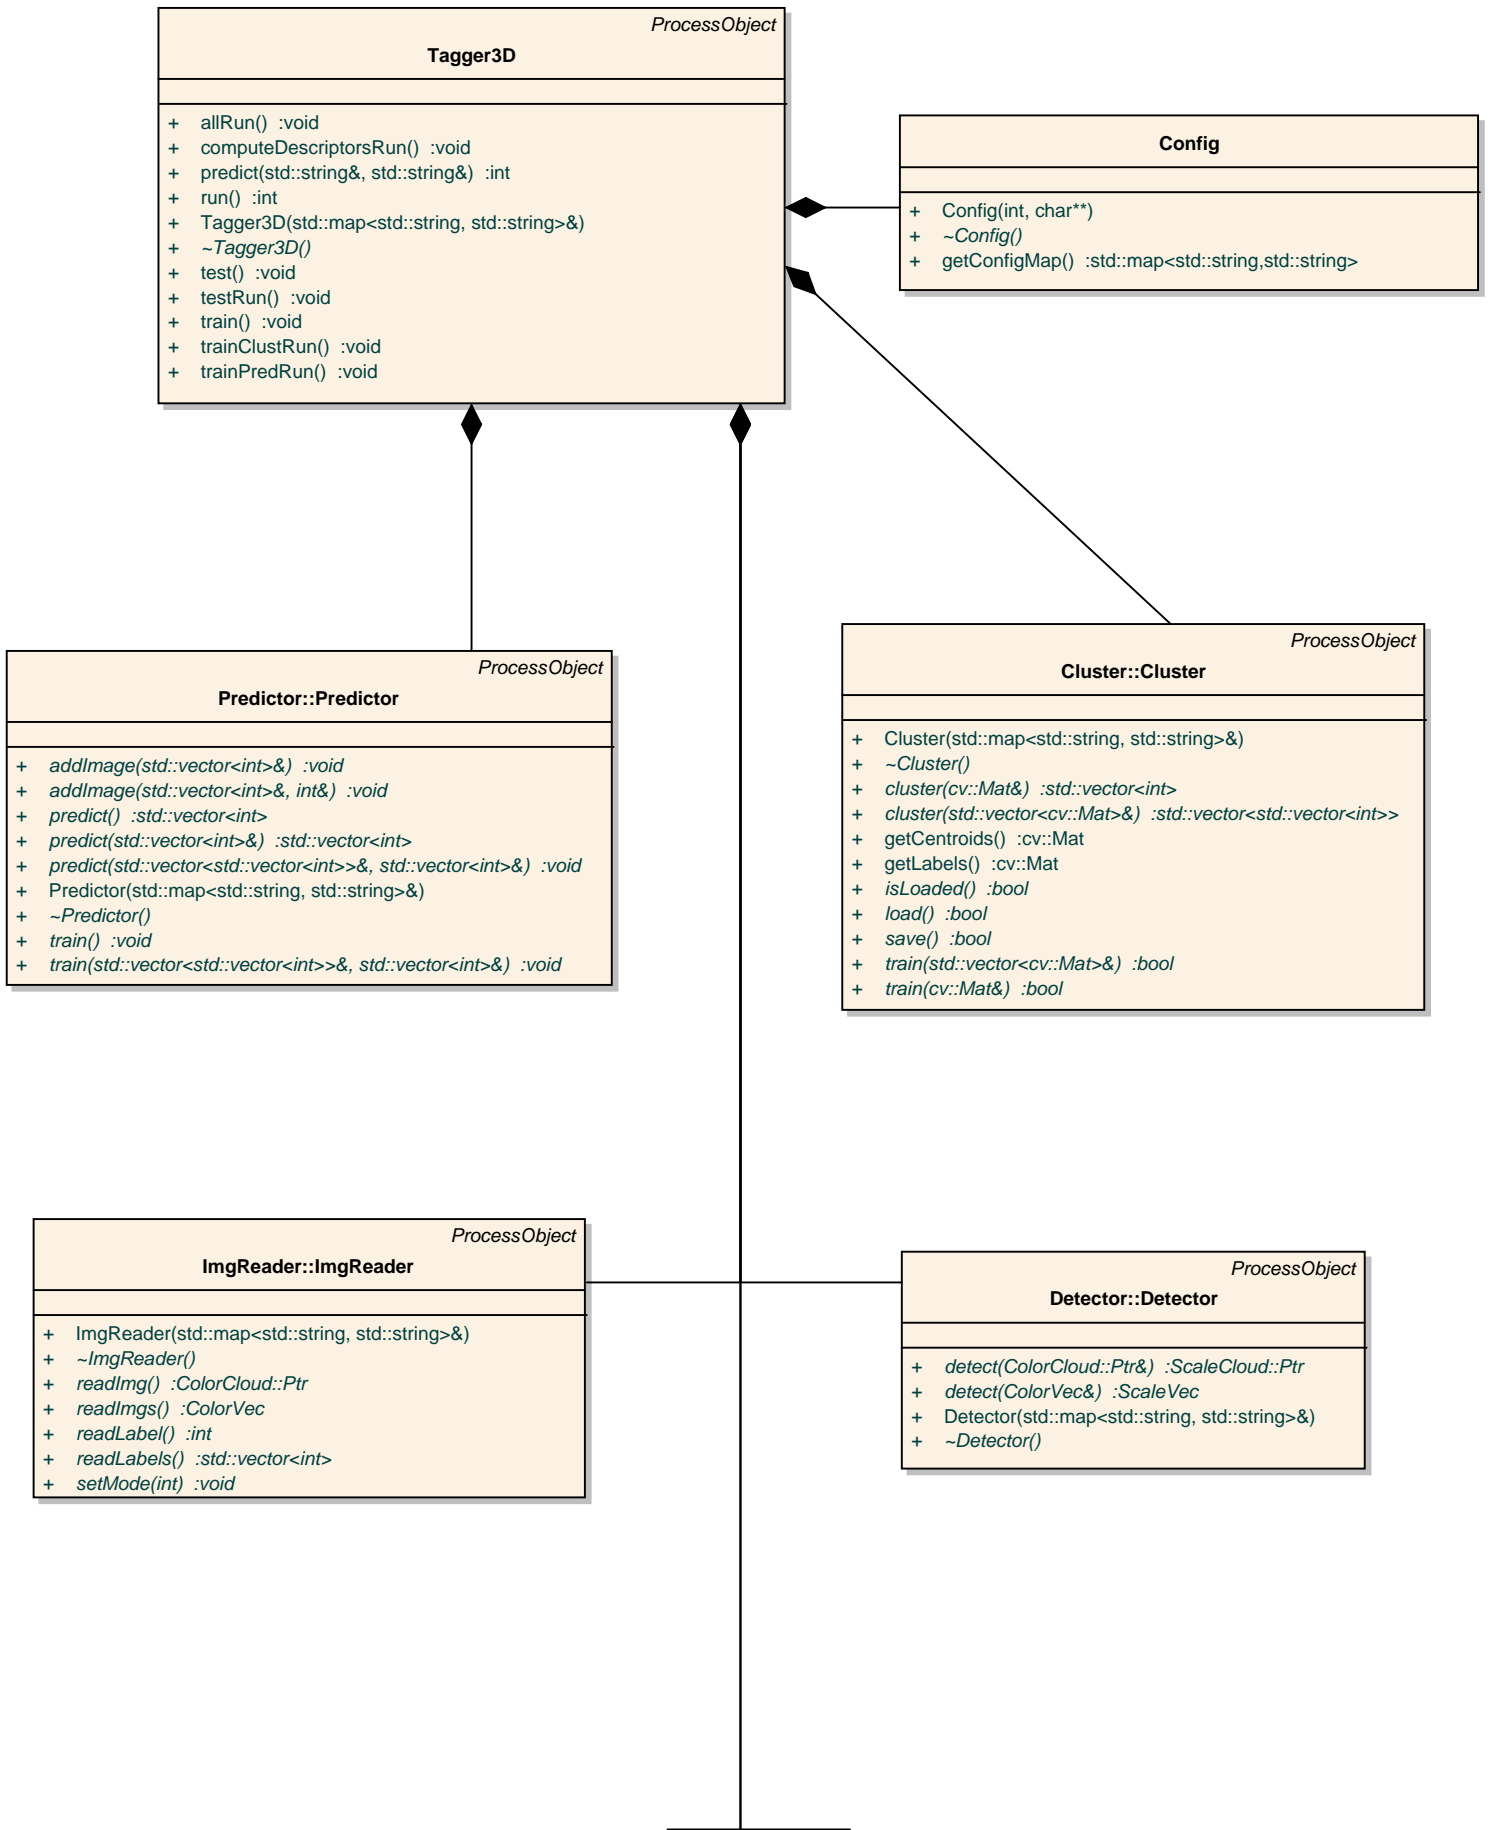 ProcessObject
Tagger3D
+ allRun() :void
+ computeDescriptorsRun() :void
+ predict(std::string&, std::string&) :int
+ run() :int
+ Tagger3D(std::map<std::string, std::string>&)
+ ~Tagger3D()
+ test() :void
+ testRun() :void
+ train() :void
+ trainClustRun() :void
+ trainPredRun() :void
Config
+ Config(int, char**)
+ ~Config()
+ getConfigMap() :std::map<std::string,std::string>
ProcessObject
Predictor::Predictor
+ addImage(std::vector<int>&) :void
+ addImage(std::vector<int>&, int&) :void
+ predict() :std::vector<int>
+ predict(std::vector<int>&) :std::vector<int>
+ predict(std::vector<std::vector<int>>&, std::vector<int>&) :void
+ Predictor(std::map<std::string, std::string>&)
+ ~Predictor()
+ train() :void
+ train(std::vector<std::vector<int>>&, std::vector<int>&) :void
ProcessObject
Cluster::Cluster
+ Cluster(std::map<std::string, std::string>&)
+ ~Cluster()
+ cluster(cv::Mat&) :std::vector<int>
+ cluster(std::vector<cv::Mat>&) :std::vector<std::vector<int>>
+ getCentroids() :cv::Mat
+ getLabels() :cv::Mat
+ isLoaded() :bool
+ load() :bool
+ save() :bool
+ train(std::vector<cv::Mat>&) :bool
+ train(cv::Mat&) :bool
ProcessObject
ImgReader::ImgReader
+ ImgReader(std::map<std::string, std::string>&)
+ ~ImgReader()
+ readImg() :ColorCloud::Ptr
+ readImgs() :ColorVec
+ readLabel() :int
+ readLabels() :std::vector<int>
+ setMode(int) :void
ProcessObject
Detector::Detector
+ detect(ColorCloud::Ptr&) :ScaleCloud::Ptr
+ detect(ColorVec&) :ScaleVec
+ Detector(std::map<std::string, std::string>&)
+ ~Detector()